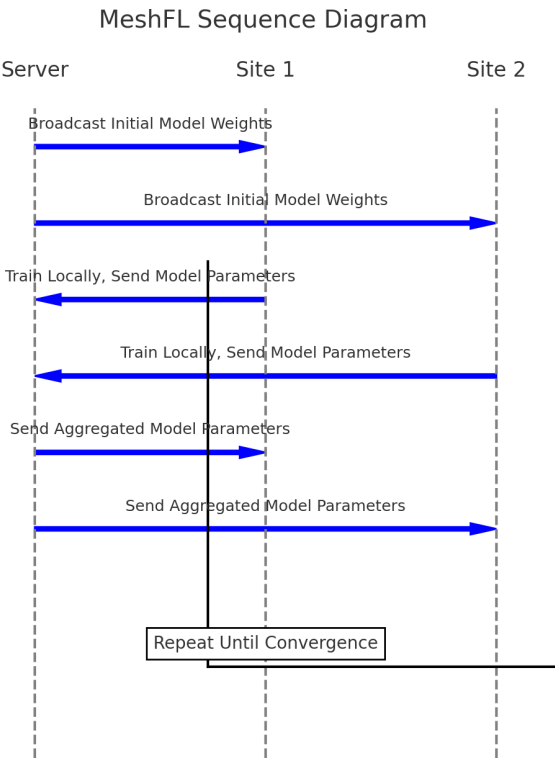 MeshFL Sequence Diagram
Server
Site 1
Site 2
Broadcast Initial Model Weights
Broadcast Initial Model Weights
Train Locally, Send Model Parameters
Train Locally, Send Model Parameters
Send Aggregated Model Parameters
Send Aggregated Model Parameters
Repeat Until Convergence